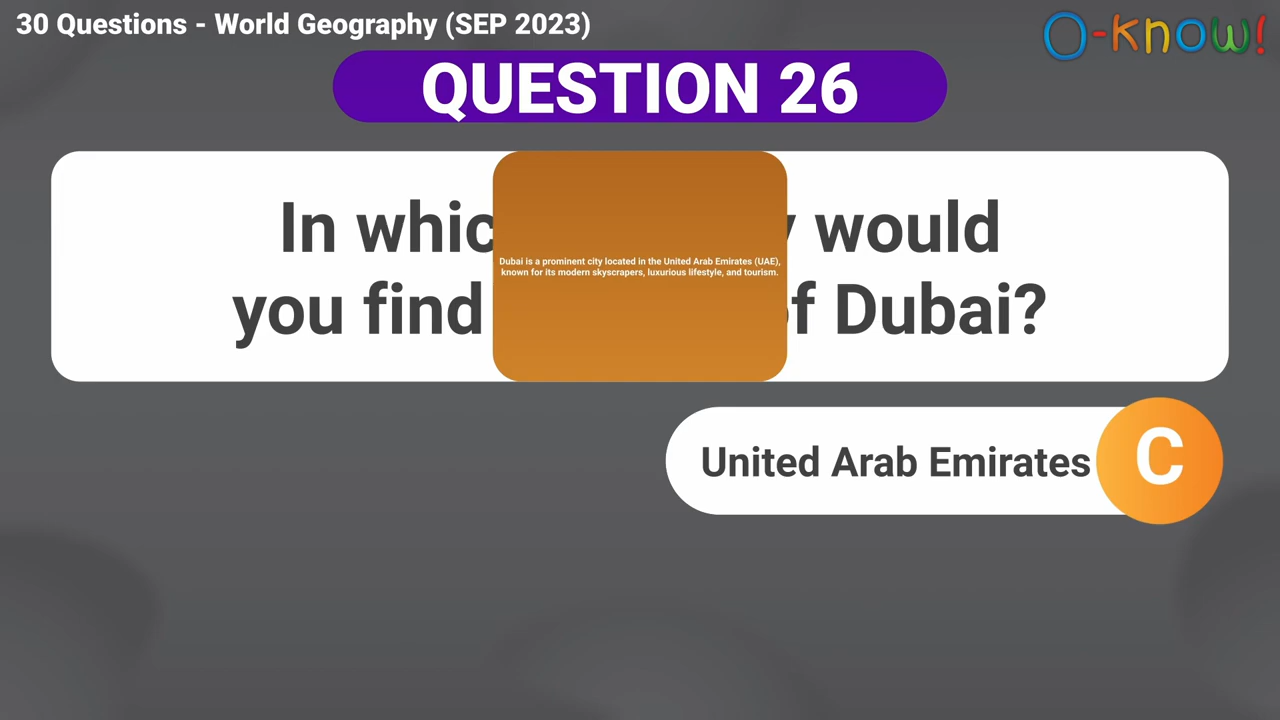 30 Questions - World Geography (SEP 2023)
O-know!
QUESTION 26
In whic would
you find of Dubai?
Dubai is a prominent city located in the United Arab Emirates (UAE),
known for its modern skyscrapers, luxurious lifestyle, and tourism.
United Arab Emirates
C